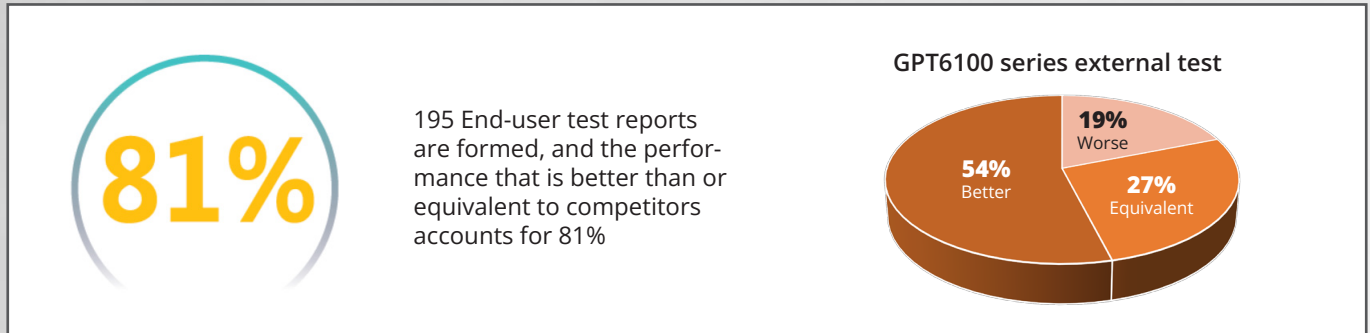 81%
195 End-user test reports
are formed, and the perfor-
mance that is better than or
equivalent to competitors
accounts for 81%
GPT6100 series external test
19%
Worse
54%
Better
27%
Equivalent